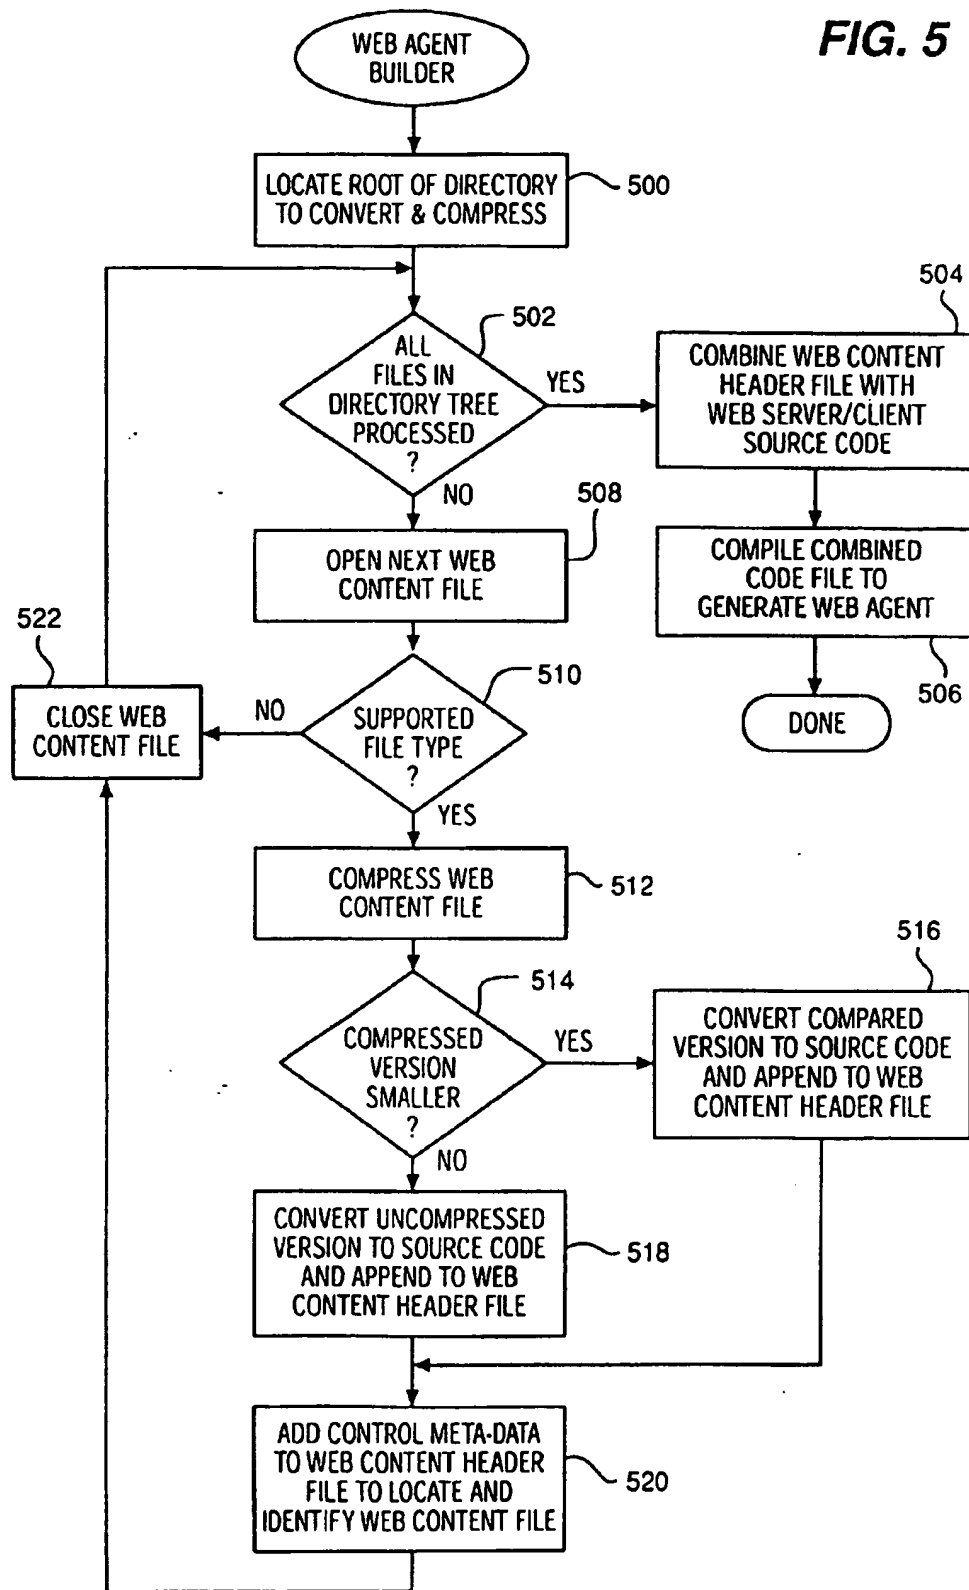 FIG. 5
WEB AGENT
BUILDER
LOCATE ROOT OF DIRECTORY
TO CONVERT & COMPRESS
500
502
ALL
FILES IN
DIRECTORY TREE
PROCESSED
?
YES
NO
504
COMBINE WEB CONTENT
HEADER FILE WITH
WEB SERVER/CLIENT
SOURCE CODE
508
OPEN NEXT WEB
CONTENT FILE
COMPILE COMBINED
CODE FILE TO
GENERATE WEB AGENT
506
DONE
522
CLOSE WEB
CONTENT FILE
NO
510
SUPPORTED
FILE TYPE
?
YES
COMPRESS WEB
CONTENT FILE
512
514
COMPRESSED
VERSION
SMALLER
?
YES
NO
516
CONVERT COMPARED
VERSION TO SOURCE CODE
AND APPEND TO WEB
CONTENT HEADER FILE
CONVERT UNCOMPRESSED
VERSION TO SOURCE CODE
AND APPEND TO WEB
CONTENT HEADER FILE
518
ADD CONTROL META-DATA
TO WEB CONTENT HEADER
FILE TO LOCATE AND
IDENTIFY WEB CONTENT FILE
520